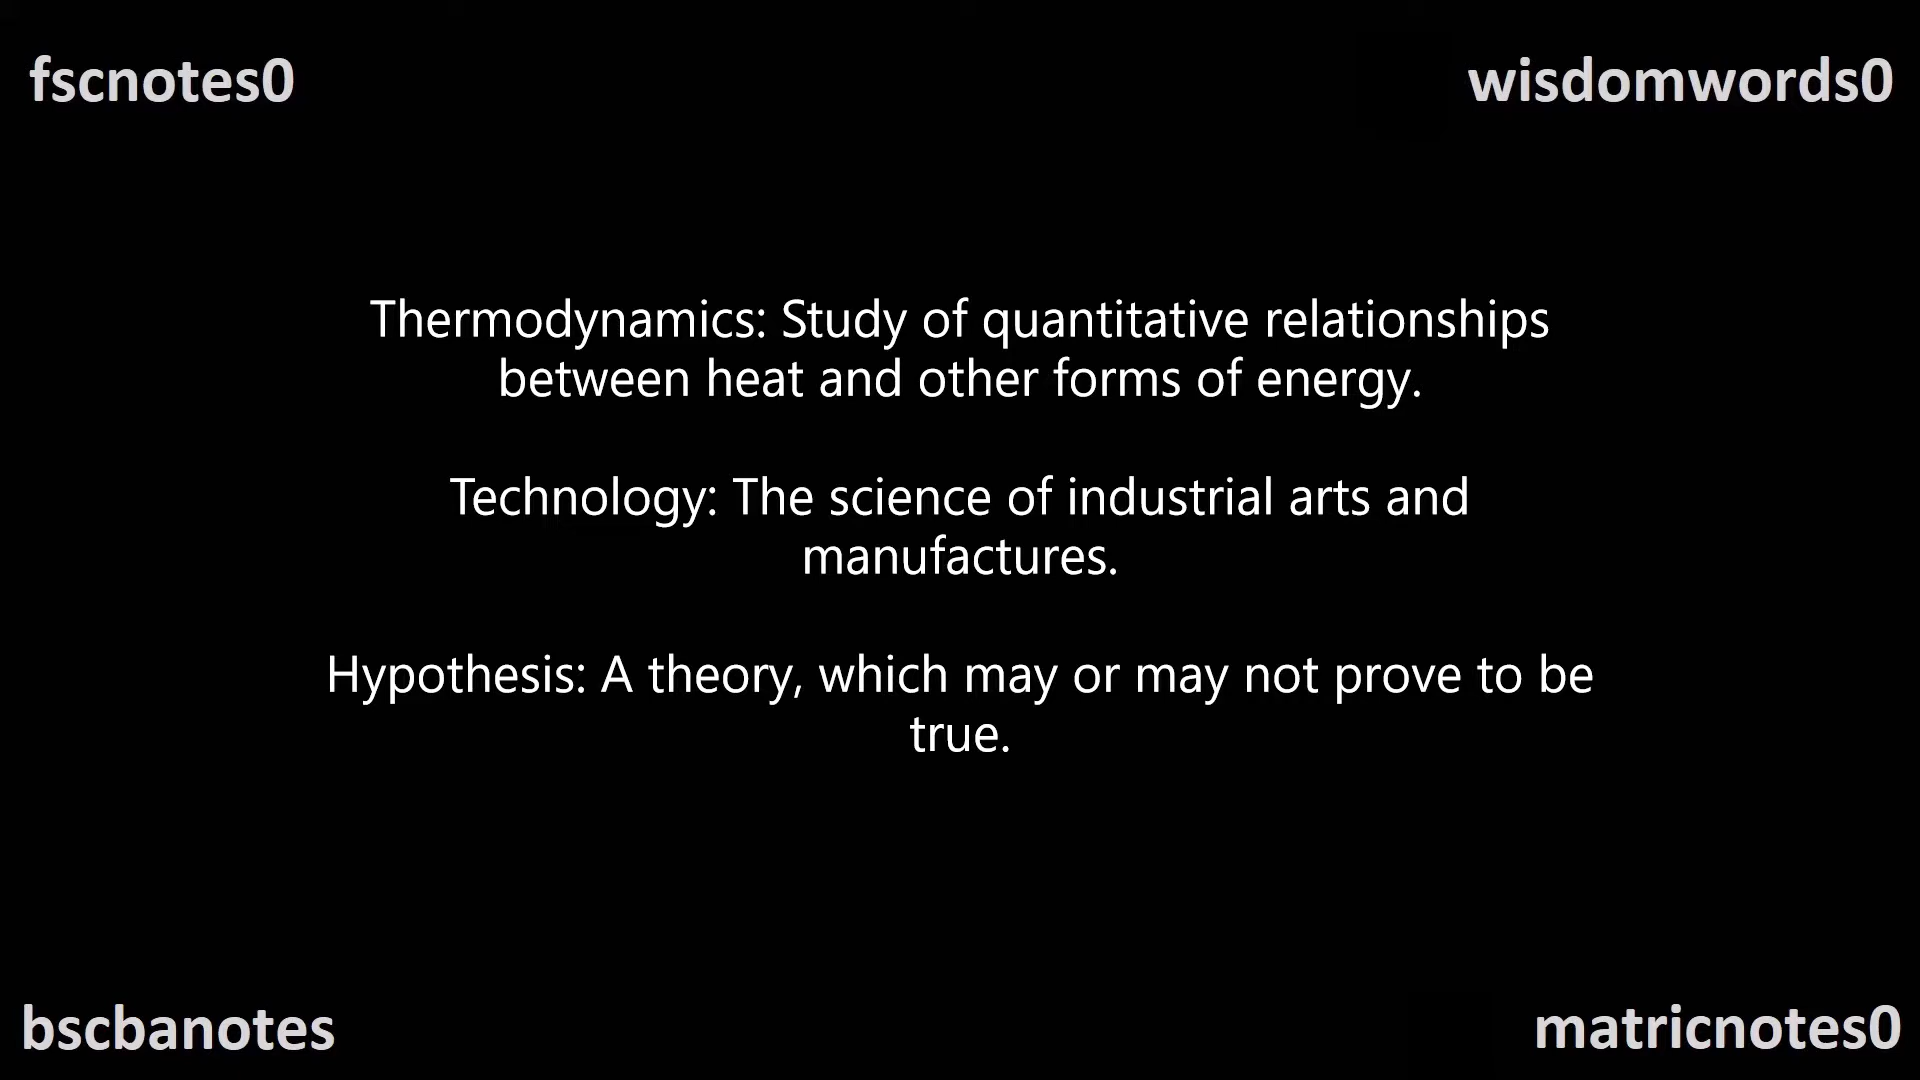 fscnotes0
wisdomwords0
Thermodynamics: Study of quantitative relationships
between heat and other forms of energy.
Technology: The science of industrial arts and
manufactures.
Hypothesis: A theory, which may or may not prove to be
true.
bscbanotes
matricnotes0